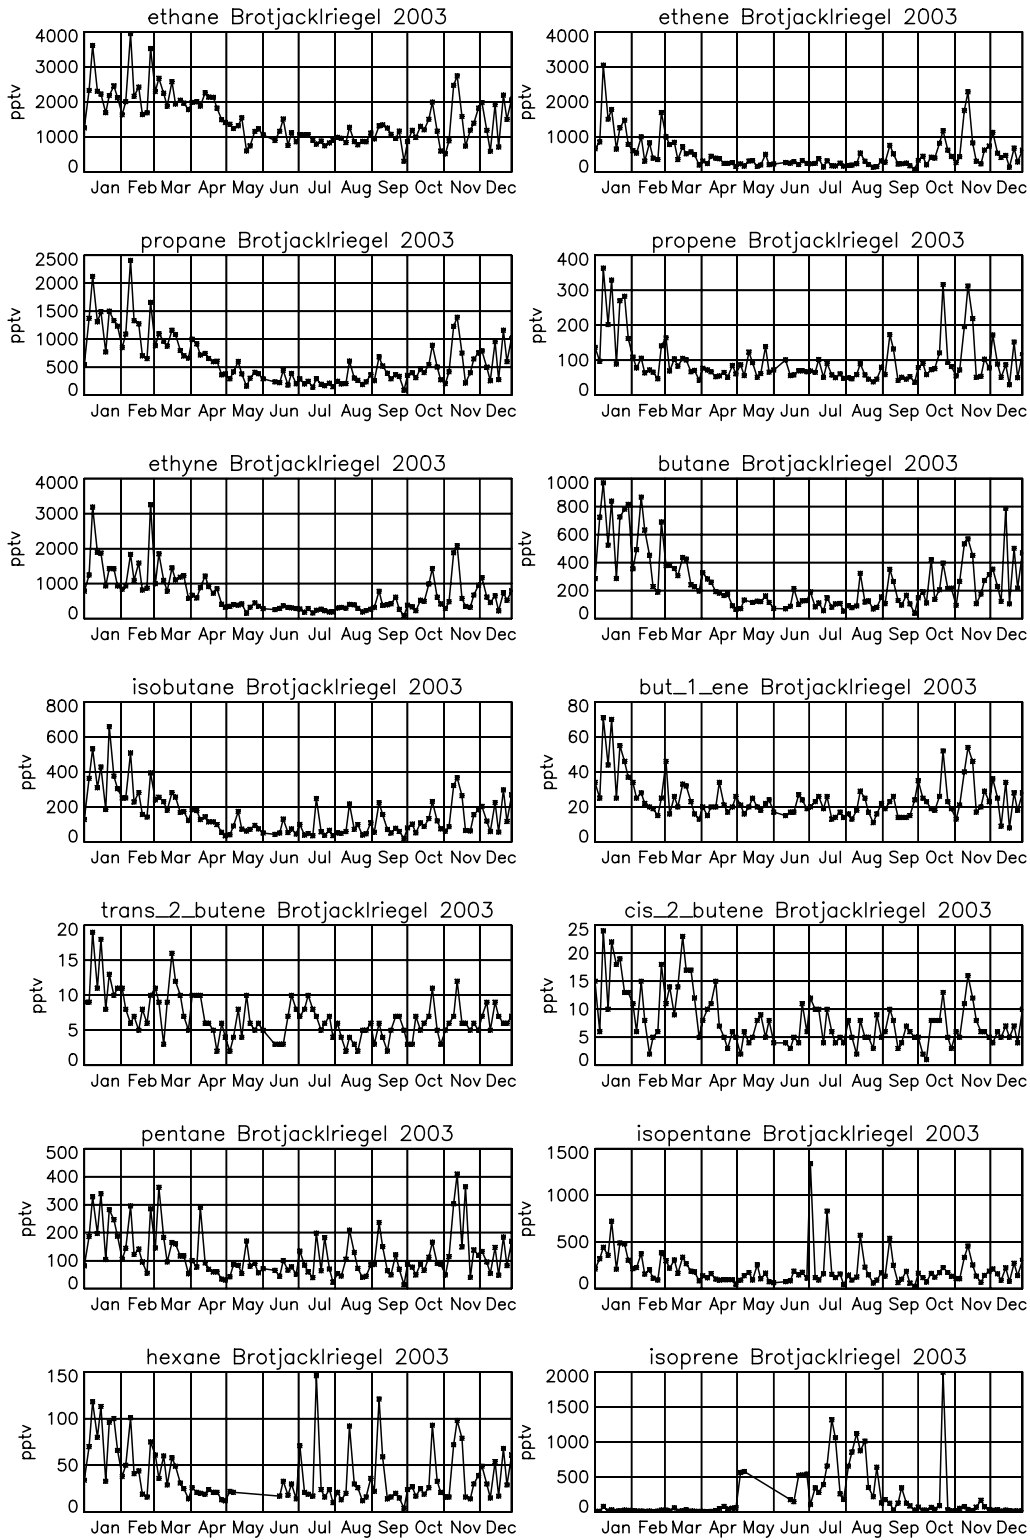 ethane Brotjacklriegel 2003
4000
3000
2000
1000
0
pptv
Jan Feb Mar Apr May Jun Jul Aug Sep Oct Nov Dec
ethene Brotjacklriegel 2003
4000
3000
2000
1000
0
pptv
Jan Feb Mar Apr May Jun Jul Aug Sep Oct Nov Dec
propane Brotjacklriegel 2003
2500
2000
1500
1000
500
0
pptv
Jan Feb Mar Apr May Jun Jul Aug Sep Oct Nov Dec
propene Brotjacklriegel 2003
400
300
200
100
0
pptv
Jan Feb Mar Apr May Jun Jul Aug Sep Oct Nov Dec
ethyne Brotjacklriegel 2003
4000
3000
2000
1000
0
pptv
Jan Feb Mar Apr May Jun Jul Aug Sep Oct Nov Dec
butane Brotjacklriegel 2003
1000
800
600
400
200
0
pptv
Jan Feb Mar Apr May Jun Jul Aug Sep Oct Nov Dec
isobutane Brotjacklriegel 2003
800
600
400
200
0
pptv
Jan Feb Mar Apr May Jun Jul Aug Sep Oct Nov Dec
but_1_ene Brotjacklriegel 2003
80
60
40
20
0
pptv
Jan Feb Mar Apr May Jun Jul Aug Sep Oct Nov Dec
trans_2_butene Brotjacklriegel 2003
20
15
10
5
0
pptv
Jan Feb Mar Apr May Jun Jul Aug Sep Oct Nov Dec
cis_2_butene Brotjacklriegel 2003
25
20
15
10
5
0
pptv
Jan Feb Mar Apr May Jun Jul Aug Sep Oct Nov Dec
pentane Brotjacklriegel 2003
500
400
300
200
100
0
pptv
Jan Feb Mar Apr May Jun Jul Aug Sep Oct Nov Dec
isopentane Brotjacklriegel 2003
1500
1000
500
0
pptv
Jan Feb Mar Apr May Jun Jul Aug Sep Oct Nov Dec
hexane Brotjacklriegel 2003
150
100
50
0
pptv
Jan Feb Mar Apr May Jun Jul Aug Sep Oct Nov Dec
isoprene Brotjacklriegel 2003
2000
1500
1000
500
0
pptv
Jan Feb Mar Apr May Jun Jul Aug Sep Oct Nov Dec